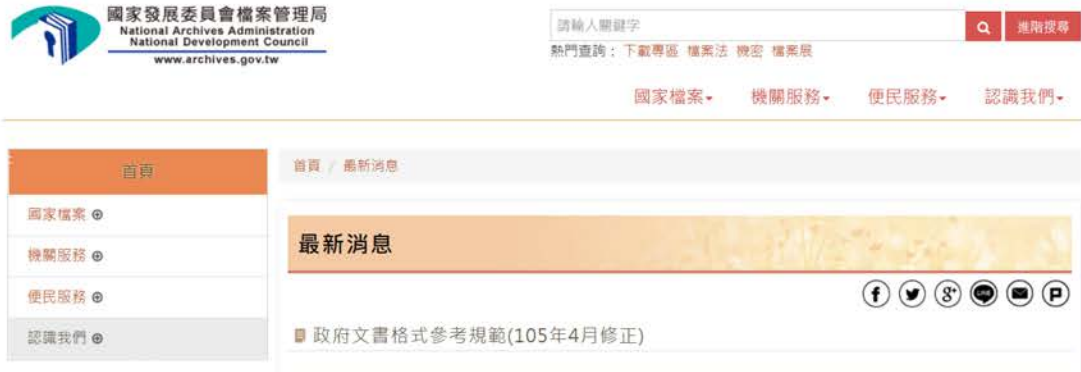 國家發展委員會檔案管理局
National Archives Administration
National Development Council
www.archives.gov.tw
請輸入關鍵字
進階搜尋
熱門查詢： 下載專區 檔案法 機密 檔案展
國家檔案 機關服務 便民服務 認識我們
首頁
國家檔案
機關服務
便民服務
認識我們
首頁 / 最新消息
最新消息
f g+ LINE P
政府文書格式參考規範(105年4月修正)